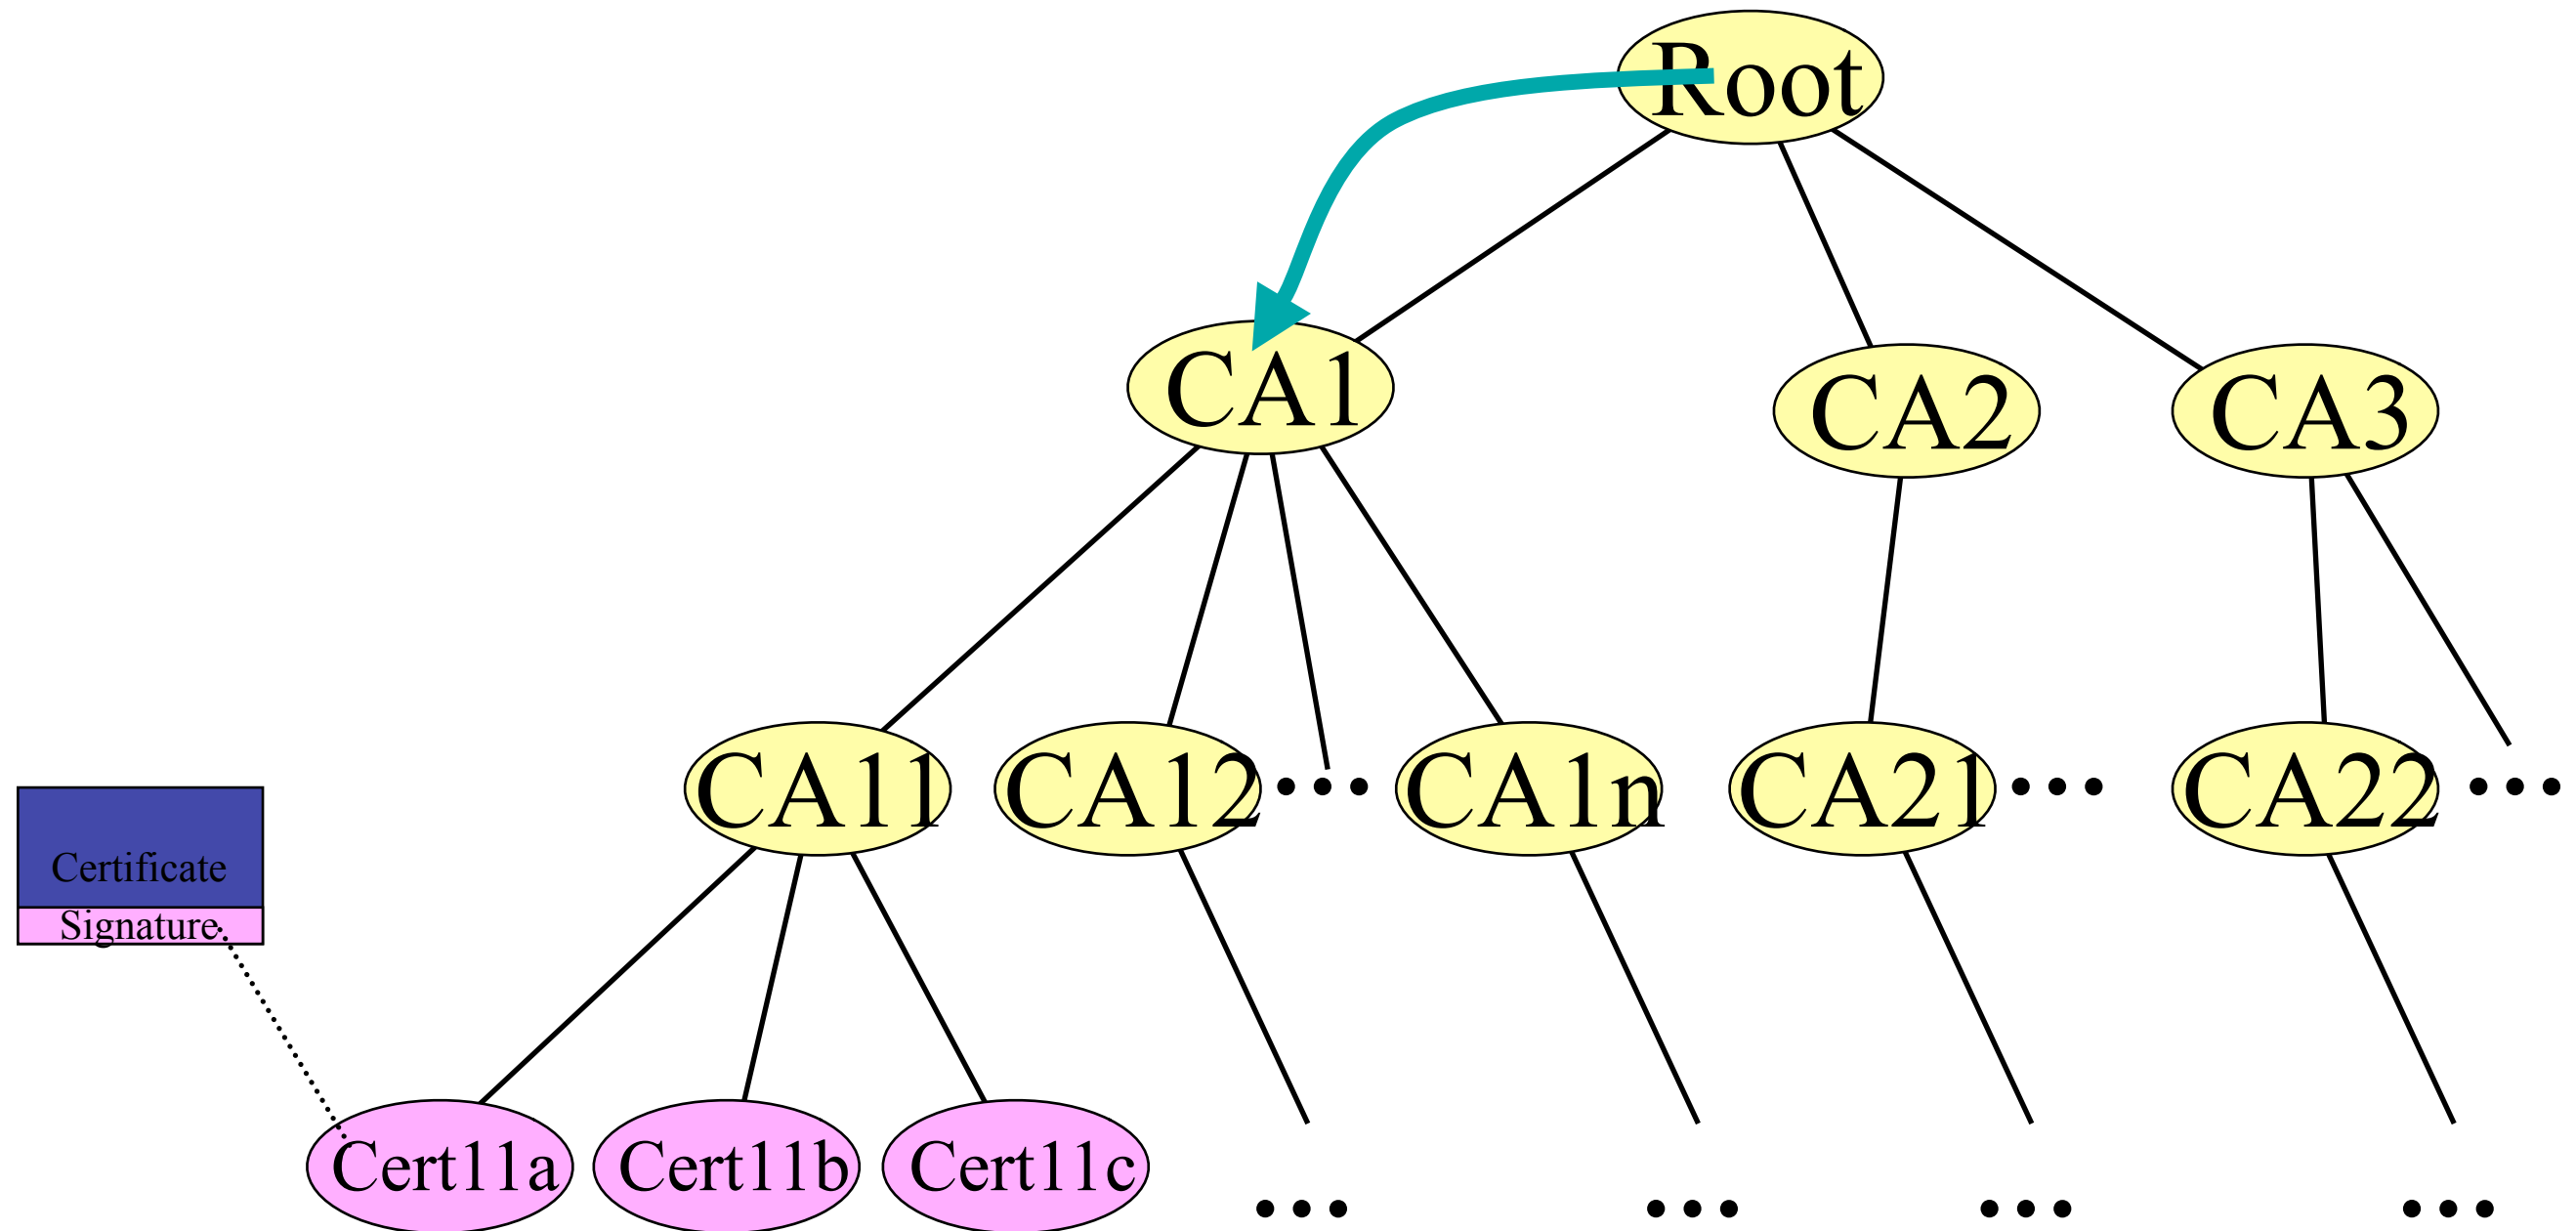 Root
CA1
CA2
CA3
CA11
CA12
...
CA1n
CA21
...
CA22
...
Certificate
Signature
Cert11a
Cert11b
Cert11c
...
...
...
...